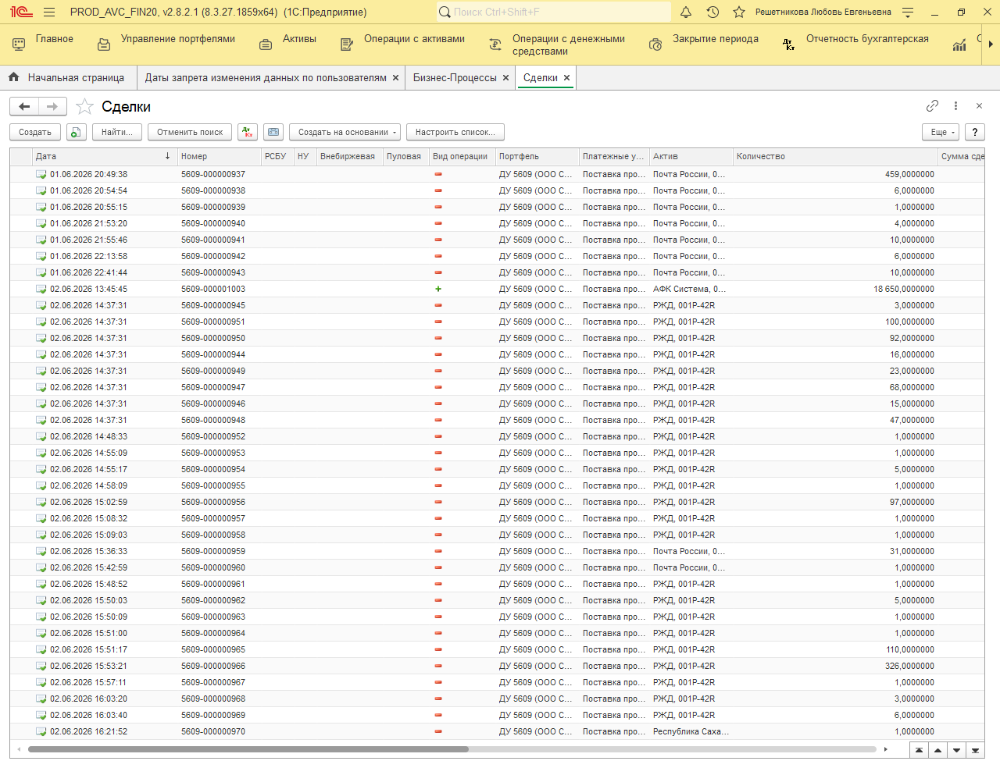 1С PROD_AVC_FIN20, v2.8.2.1 (8.3.27.1859x64) (1С:Предприятие) Поиск Ctrl+Shift+F Решетникова Любовь Евгеньевна
Главное Управление портфелями Активы Операции с активами Операции с денежными средствами Закрытие периода Отчетность бухгалтерская
Начальная страница Даты запрета изменения данных по пользователям Бизнес-Процессы Сделки
Сделки
Создать Найти... Отменить поиск Создать на основании Настроить список... Еще ?
Дата Номер РСБУ НУ Внебиржевая Пуловая Вид операции Портфель Платежные у... Актив Количество Сумма сде
01.06.2026 20:49:38 5609-000000937 ДУ 5609 (ООО С... Поставка про... Почта России, 0... 459,0000000
01.06.2026 20:54:54 5609-000000938 ДУ 5609 (ООО С... Поставка про... Почта России, 0... 6,0000000
01.06.2026 20:55:15 5609-000000939 ДУ 5609 (ООО С... Поставка про... Почта России, 0... 1,0000000
01.06.2026 21:53:20 5609-000000940 ДУ 5609 (ООО С... Поставка про... Почта России, 0... 4,0000000
01.06.2026 21:55:46 5609-000000941 ДУ 5609 (ООО С... Поставка про... Почта России, 0... 10,0000000
01.06.2026 22:13:58 5609-000000942 ДУ 5609 (ООО С... Поставка про... Почта России, 0... 6,0000000
01.06.2026 22:41:44 5609-000000943 ДУ 5609 (ООО С... Поставка про... Почта России, 0... 10,0000000
02.06.2026 13:45:45 5609-000001003 ДУ 5609 (ООО С... Поставка про... АФК Система, 0... 18 650,0000000
02.06.2026 14:37:31 5609-000000945 ДУ 5609 (ООО С... Поставка про... РЖД, 001P-42R 3,0000000
02.06.2026 14:37:31 5609-000000951 ДУ 5609 (ООО С... Поставка про... РЖД, 001P-42R 100,0000000
02.06.2026 14:37:31 5609-000000950 ДУ 5609 (ООО С... Поставка про... РЖД, 001P-42R 92,0000000
02.06.2026 14:37:31 5609-000000944 ДУ 5609 (ООО С... Поставка про... РЖД, 001P-42R 16,0000000
02.06.2026 14:37:31 5609-000000949 ДУ 5609 (ООО С... Поставка про... РЖД, 001P-42R 23,0000000
02.06.2026 14:37:31 5609-000000947 ДУ 5609 (ООО С... Поставка про... РЖД, 001P-42R 68,0000000
02.06.2026 14:37:31 5609-000000946 ДУ 5609 (ООО С... Поставка про... РЖД, 001P-42R 15,0000000
02.06.2026 14:37:31 5609-000000948 ДУ 5609 (ООО С... Поставка про... РЖД, 001P-42R 47,0000000
02.06.2026 14:48:33 5609-000000952 ДУ 5609 (ООО С... Поставка про... РЖД, 001P-42R 1,0000000
02.06.2026 14:55:09 5609-000000953 ДУ 5609 (ООО С... Поставка про... РЖД, 001P-42R 1,0000000
02.06.2026 14:55:17 5609-000000954 ДУ 5609 (ООО С... Поставка про... РЖД, 001P-42R 5,0000000
02.06.2026 14:58:09 5609-000000955 ДУ 5609 (ООО С... Поставка про... РЖД, 001P-42R 1,0000000
02.06.2026 15:02:59 5609-000000956 ДУ 5609 (ООО С... Поставка про... РЖД, 001P-42R 97,0000000
02.06.2026 15:08:32 5609-000000957 ДУ 5609 (ООО С... Поставка про... РЖД, 001P-42R 1,0000000
02.06.2026 15:09:03 5609-000000958 ДУ 5609 (ООО С... Поставка про... РЖД, 001P-42R 1,0000000
02.06.2026 15:36:33 5609-000000959 ДУ 5609 (ООО С... Поставка про... Почта России, 0... 31,0000000
02.06.2026 15:42:59 5609-000000960 ДУ 5609 (ООО С... Поставка про... Почта России, 0... 1,0000000
02.06.2026 15:48:52 5609-000000961 ДУ 5609 (ООО С... Поставка про... РЖД, 001P-42R 1,0000000
02.06.2026 15:50:03 5609-000000962 ДУ 5609 (ООО С... Поставка про... РЖД, 001P-42R 5,0000000
02.06.2026 15:50:09 5609-000000963 ДУ 5609 (ООО С... Поставка про... РЖД, 001P-42R 1,0000000
02.06.2026 15:51:00 5609-000000964 ДУ 5609 (ООО С... Поставка про... РЖД, 001P-42R 1,0000000
02.06.2026 15:51:17 5609-000000965 ДУ 5609 (ООО С... Поставка про... РЖД, 001P-42R 110,0000000
02.06.2026 15:53:21 5609-000000966 ДУ 5609 (ООО С... Поставка про... РЖД, 001P-42R 326,0000000
02.06.2026 15:57:11 5609-000000967 ДУ 5609 (ООО С... Поставка про... РЖД, 001P-42R 1,0000000
02.06.2026 16:03:20 5609-000000968 ДУ 5609 (ООО С... Поставка про... РЖД, 001P-42R 3,0000000
02.06.2026 16:03:40 5609-000000969 ДУ 5609 (ООО С... Поставка про... РЖД, 001P-42R 6,0000000
02.06.2026 16:21:52 5609-000000970 ДУ 5609 (ООО С... Поставка про... Республика Саха... 1,0000000